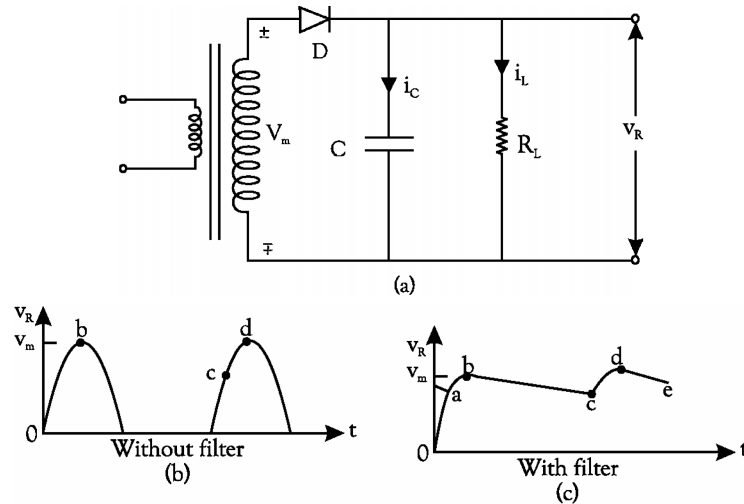 ±
D
i_C
i_L
V_m
C
R_L
v_R
∓
(a)
v_R
v_m
b
d
c
0
t
Without filter
(b)
v_R
v_m
a
b
c
d
e
0
t
With filter
(c)